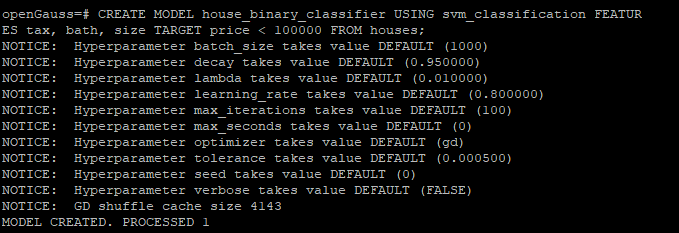 openGauss=# CREATE MODEL house_binary_classifier USING svm_classification FEATUR
ES tax, bath, size TARGET price < 100000 FROM houses;
NOTICE:  Hyperparameter batch_size takes value DEFAULT (1000)
NOTICE:  Hyperparameter decay takes value DEFAULT (0.950000)
NOTICE:  Hyperparameter lambda takes value DEFAULT (0.010000)
NOTICE:  Hyperparameter learning_rate takes value DEFAULT (0.800000)
NOTICE:  Hyperparameter max_iterations takes value DEFAULT (100)
NOTICE:  Hyperparameter max_seconds takes value DEFAULT (0)
NOTICE:  Hyperparameter optimizer takes value DEFAULT (gd)
NOTICE:  Hyperparameter tolerance takes value DEFAULT (0.000500)
NOTICE:  Hyperparameter seed takes value DEFAULT (0)
NOTICE:  Hyperparameter verbose takes value DEFAULT (FALSE)
NOTICE:  GD shuffle cache size 4143
MODEL CREATED. PROCESSED 1